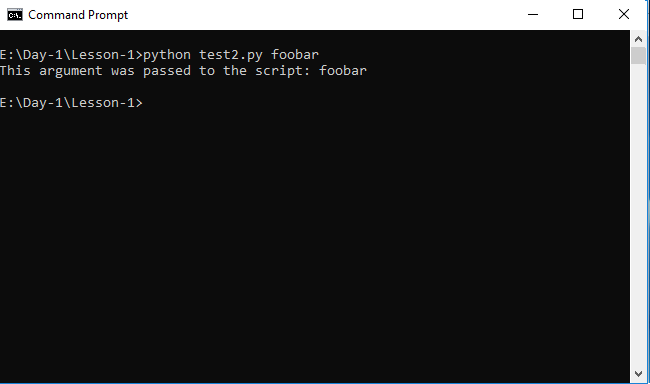 Command Prompt
E:\Day-1\Lesson-1>python test2.py foobar
This argument was passed to the script: foobar
E:\Day-1\Lesson-1>